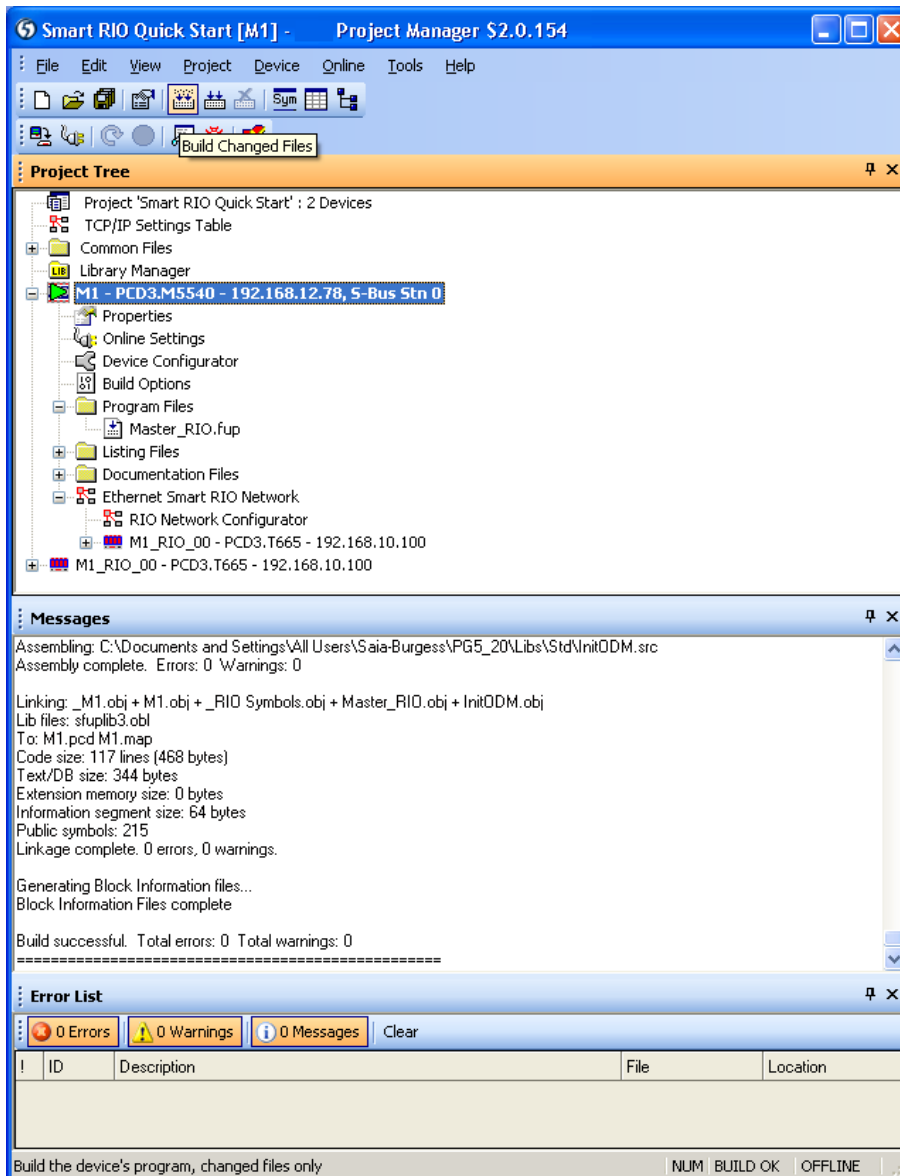 Smart RIO Quick Start [M1] - Project Manager $2.0.154
File Edit View Project Device Online Tools Help
Sym
Build Changed Files
Project Tree
Project 'Smart RIO Quick Start' : 2 Devices
TCP/IP Settings Table
Common Files
LIB Library Manager
M1 - PCD3.M5540 - 192.168.12.78, S-Bus Stn 0
Properties
Online Settings
Device Configurator
Build Options
Program Files
Master_RIO.fup
Listing Files
Documentation Files
Ethernet Smart RIO Network
RIO Network Configurator
M1_RIO_00 - PCD3.T665 - 192.168.10.100
M1_RIO_00 - PCD3.T665 - 192.168.10.100
Messages
Assembling: C:\Documents and Settings\All Users\Saia-Burgess\PG5_20\Libs\Std\InitODM.src
Assembly complete. Errors: 0 Warnings: 0
Linking: _M1.obj + M1.obj + _RIO Symbols.obj + Master_RIO.obj + InitODM.obj
Lib files: sfuplib3.obl
To: M1.pcd M1.map
Code size: 117 lines (468 bytes)
Text/DB size: 344 bytes
Extension memory size: 0 bytes
Information segment size: 64 bytes
Public symbols: 215
Linkage complete. 0 errors, 0 warnings.
Generating Block Information files...
Block Information Files complete
Build successful. Total errors: 0 Total warnings: 0
==================================================
Error List
0 Errors 0 Warnings 0 Messages Clear
! ID Description File Location
Build the device's program, changed files only NUM BUILD OK OFFLINE